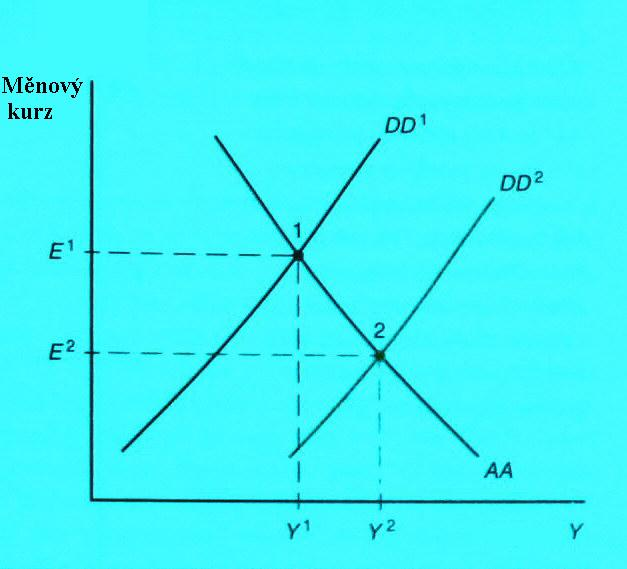 Měnový
kurz
DD¹
DD²
1
E¹
2
E²
AA
Y¹ Y² Y